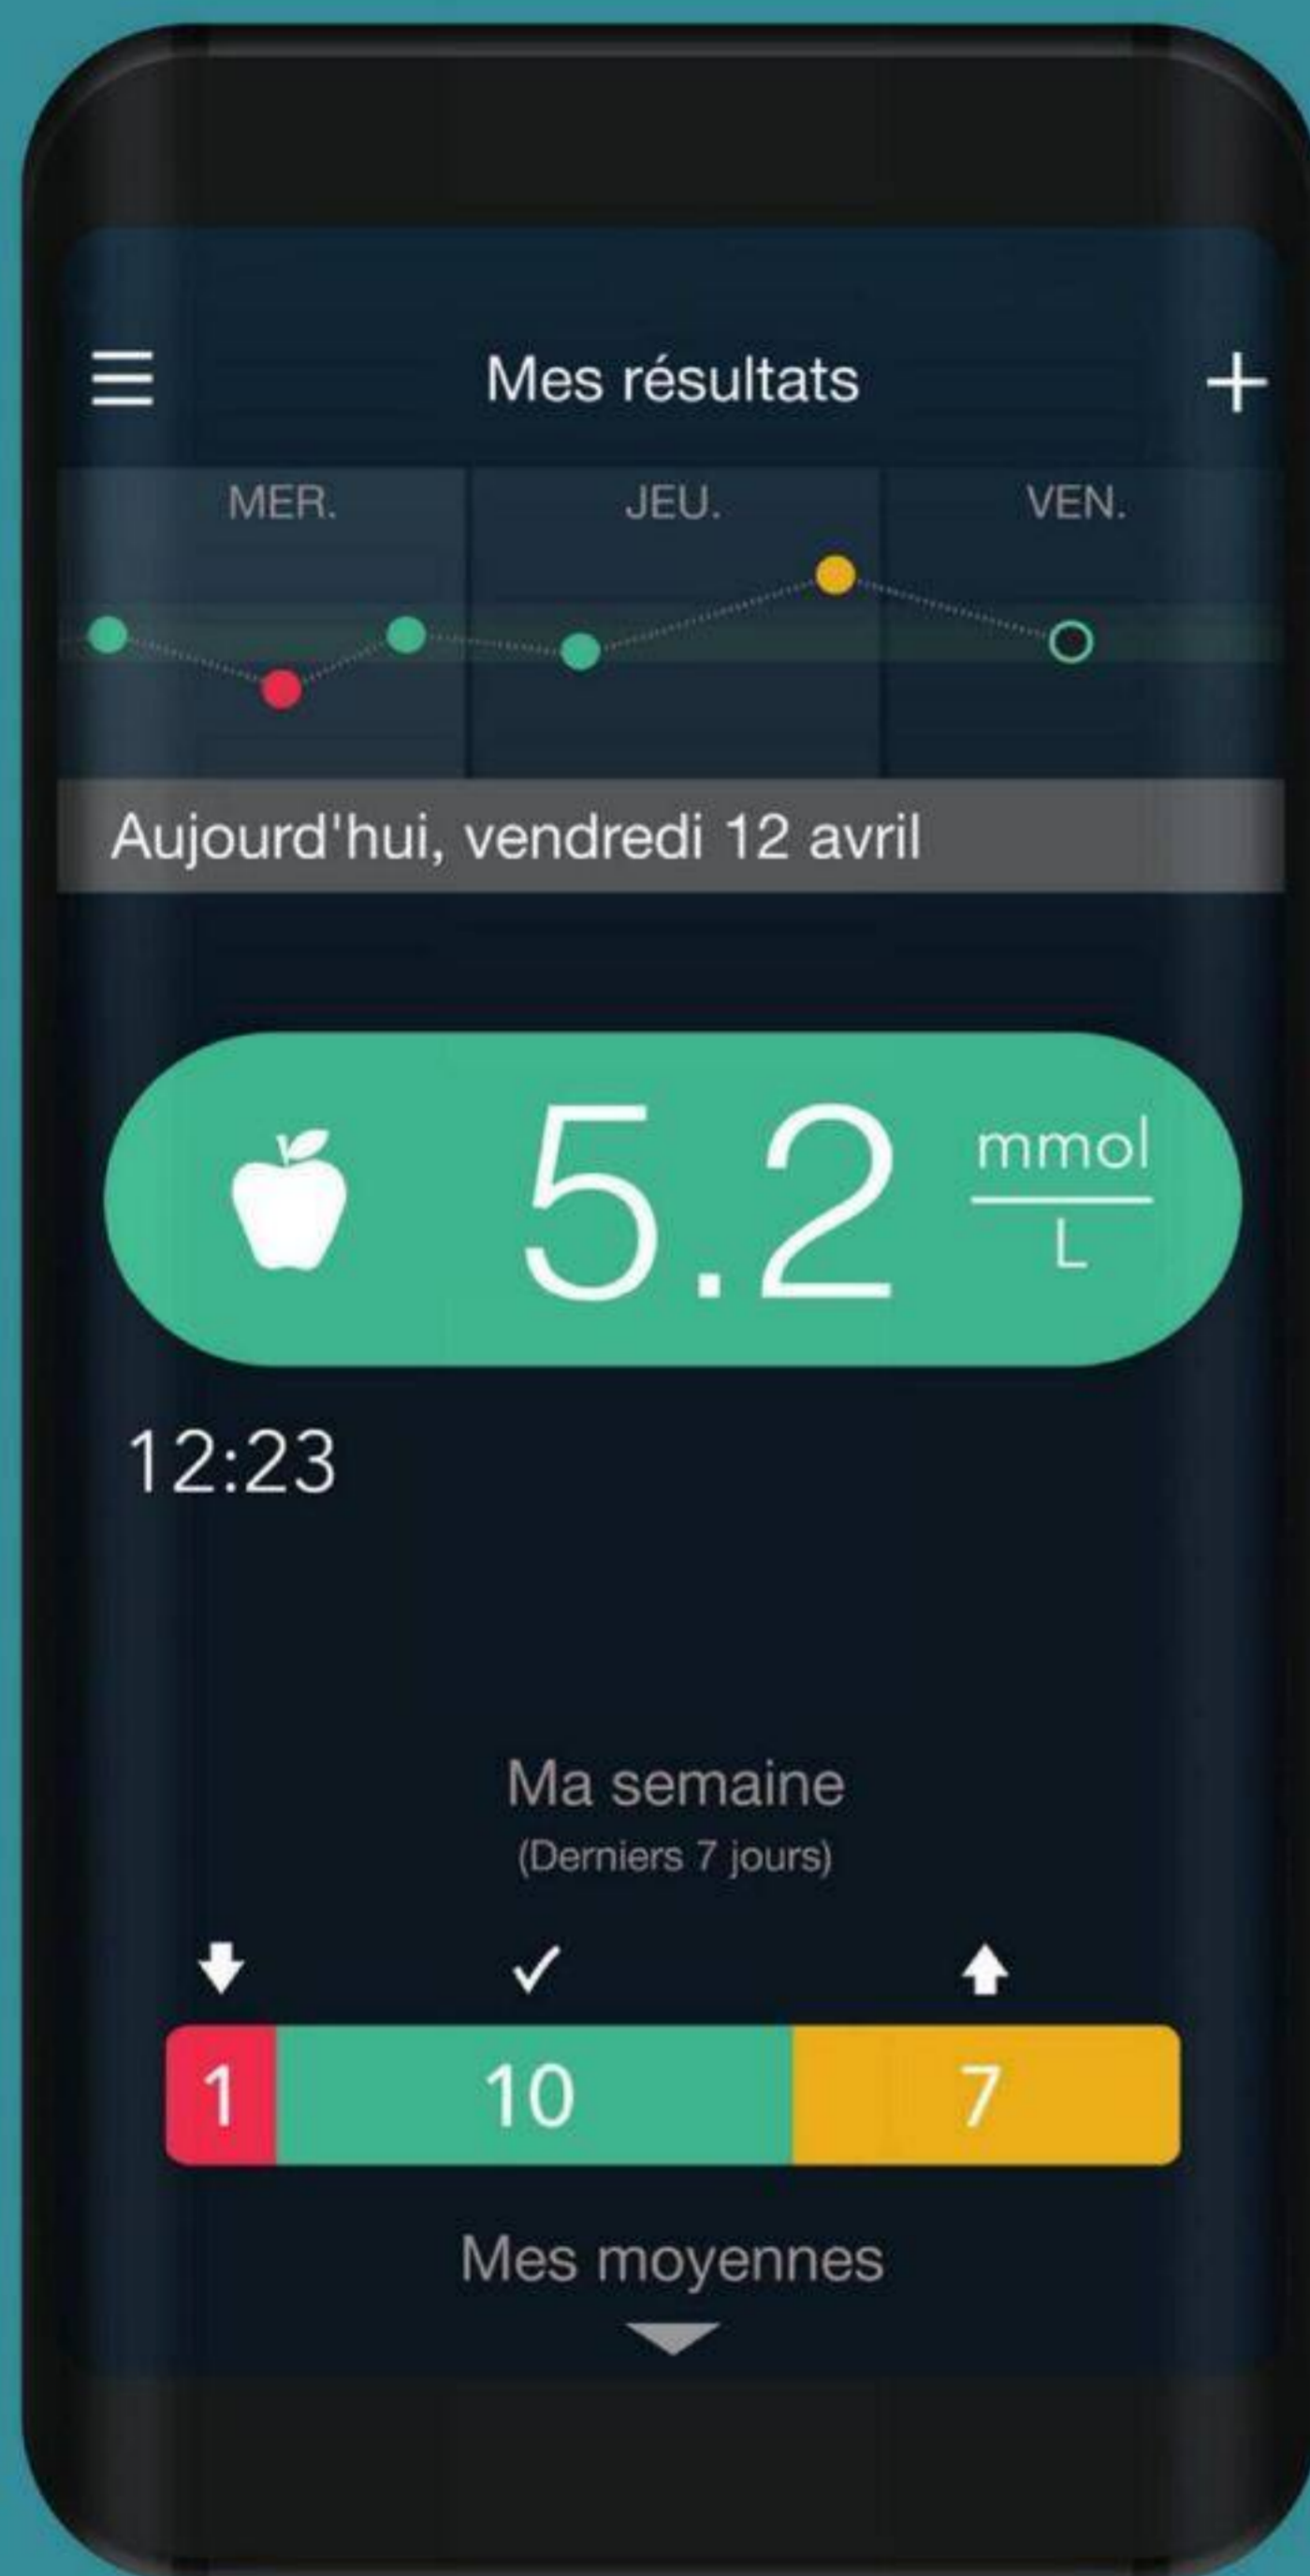 Mes résultats
MER. JEU. VEN.
Aujourd'hui, vendredi 12 avril
5.2 mmol/L
12:23
Ma semaine
(Derniers 7 jours)
1 10 7
Mes moyennes